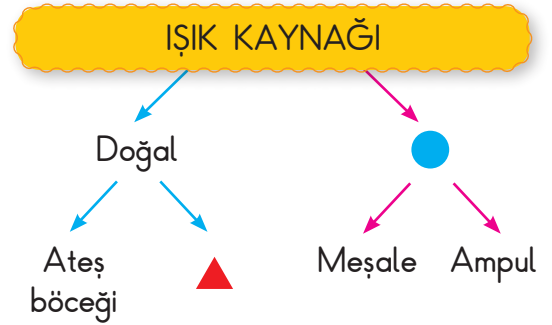 IŞIK KAYNAĞI
Doğal
Ateş
böceği
Meşale
Ampul